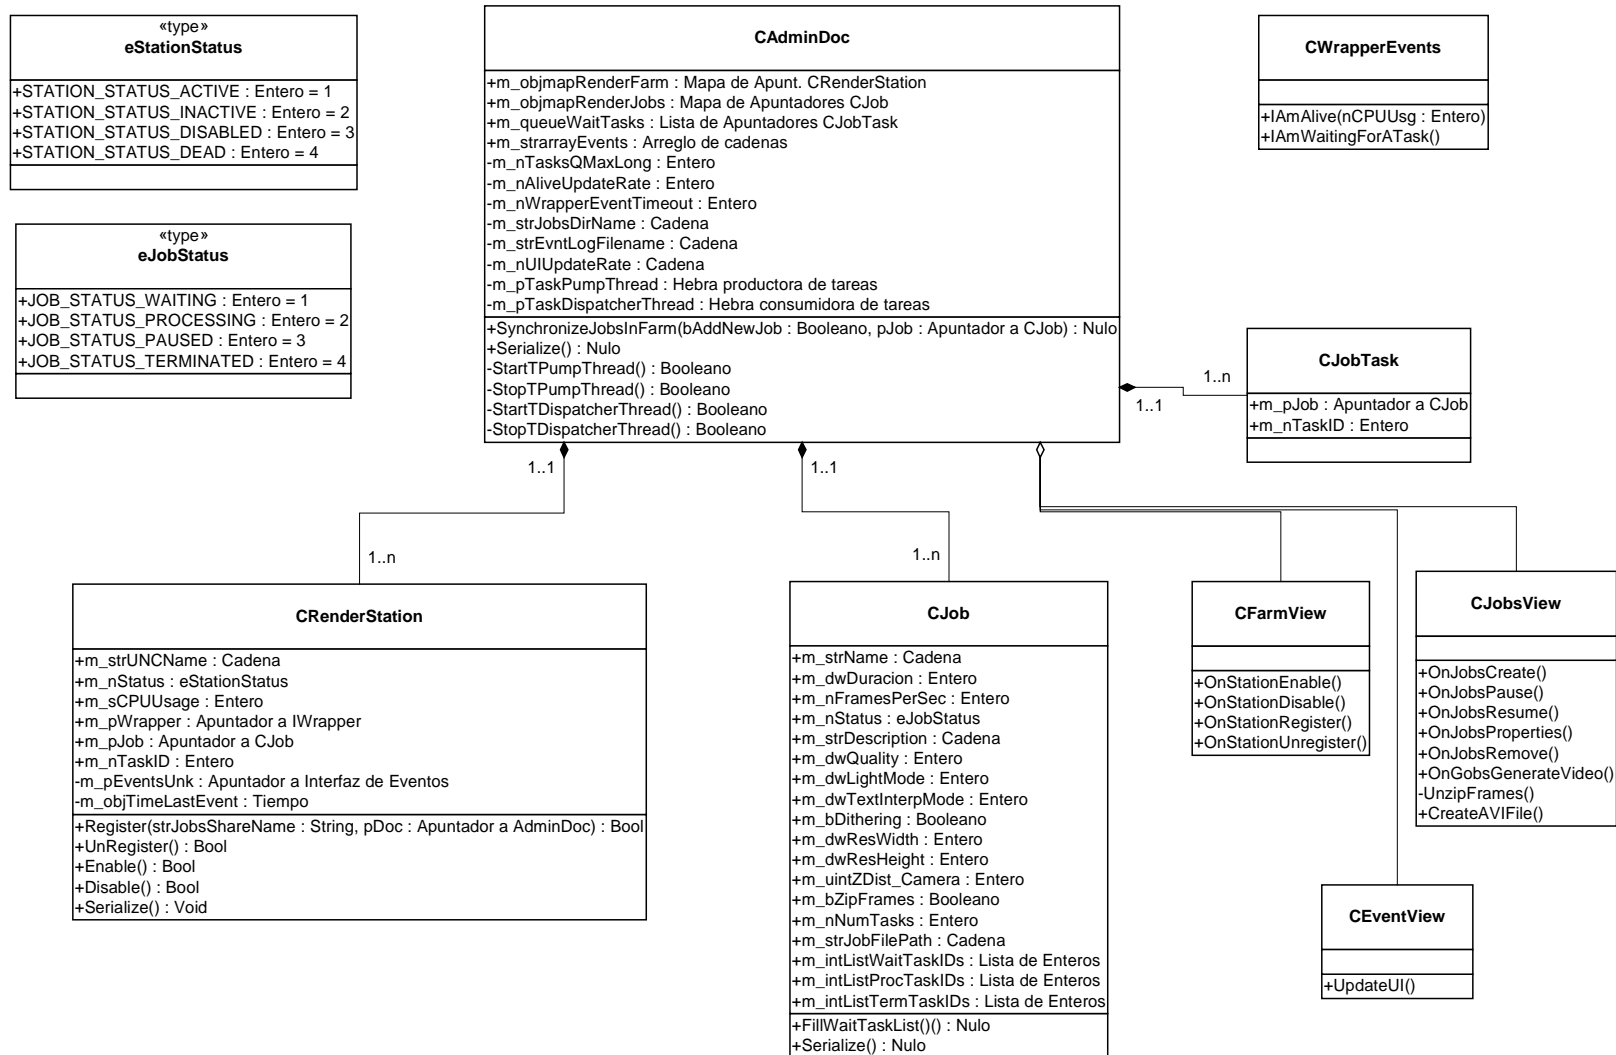 «type»
eStationStatus
+STATION_STATUS_ACTIVE : Entero = 1
+STATION_STATUS_INACTIVE : Entero = 2
+STATION_STATUS_DISABLED : Entero = 3
+STATION_STATUS_DEAD : Entero = 4
«type»
eJobStatus
+JOB_STATUS_WAITING : Entero = 1
+JOB_STATUS_PROCESSING : Entero = 2
+JOB_STATUS_PAUSED : Entero = 3
+JOB_STATUS_TERMINATED : Entero = 4
CAdminDoc
+m_objmapRenderFarm : Mapa de Apunt. CRenderStation
+m_objmapRenderJobs : Mapa de Apuntadores CJob
+m_queueWaitTasks : Lista de Apuntadores CJobTask
+m_strarrayEvents : Arreglo de cadenas
-m_nTasksQMaxLong : Entero
-m_nAliveUpdateRate : Entero
-m_nWrapperEventTimeout : Entero
-m_strJobsDirName : Cadena
-m_strEvntLogFilename : Cadena
-m_nUIUpdateRate : Cadena
-m_pTaskPumpThread : Hebra productora de tareas
-m_pTaskDispatcherThread : Hebra consumidora de tareas
+SynchronizeJobsInFarm(bAddNewJob : Booleano, pJob : Apuntador a CJob) : Nulo
+Serialize() : Nulo
-StartTPumpThread() : Booleano
-StopTPumpThread() : Booleano
-StartTDispatcherThread() : Booleano
-StopTDispatcherThread() : Booleano
CWrapperEvents
+IAmAlive(nCPUUsg : Entero)
+IAmWaitingForATask()
CJobTask
+m_pJob : Apuntador a CJob
+m_nTaskID : Entero
1..n
1..1
1..1
1..1
1..n
1..n
CRenderStation
+m_strUNCName : Cadena
+m_nStatus : eStationStatus
+m_sCPUUsage : Entero
+m_pWrapper : Apuntador a IWrapper
+m_pJob : Apuntador a CJob
+m_nTaskID : Entero
-m_pEventsUnk : Apuntador a Interfaz de Eventos
-m_objTimeLastEvent : Tiempo
+Register(strJobsShareName : String, pDoc : Apuntador a AdminDoc) : Bool
+UnRegister() : Bool
+Enable() : Bool
+Disable() : Bool
+Serialize() : Void
CJob
+m_strName : Cadena
+m_dwDuracion : Entero
+m_nFramesPerSec : Entero
+m_nStatus : eJobStatus
+m_strDescription : Cadena
+m_dwQuality : Entero
+m_dwLightMode : Entero
+m_dwTextInterpMode : Entero
+m_bDithering : Booleano
+m_dwResWidth : Entero
+m_dwResHeight : Entero
+m_uintZDist_Camera : Entero
+m_bZipFrames : Booleano
+m_nNumTasks : Entero
+m_strJobFilePath : Cadena
+m_intListWaitTaskIDs : Lista de Enteros
+m_intListProcTaskIDs : Lista de Enteros
+m_intListTermTaskIDs : Lista de Enteros
+FillWaitTaskList()() : Nulo
+Serialize() : Nulo
CFarmView
+OnStationEnable()
+OnStationDisable()
+OnStationRegister()
+OnStationUnregister()
CJobsView
+OnJobsCreate()
+OnJobsPause()
+OnJobsResume()
+OnJobsProperties()
+OnJobsRemove()
+OnGobsGenerateVideo()
-UnzipFrames()
+CreateAVIFile()
CEventView
+UpdateUI()